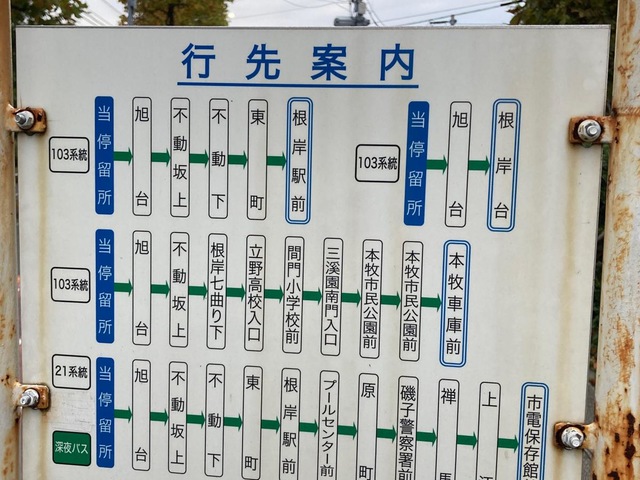 行先案内
103系統
当停留所
旭台
不動坂上
不動下
東町
根岸駅前
103系統
当停留所
旭台
根岸台
103系統
当停留所
旭台
不動坂上
根岸七曲り下
立野高校入口
間門小学校前
三溪園南門入口
本牧市民公園前
本牧市民公園前
本牧車庫前
21系統
深夜バス
当停留所
旭台
不動坂上
不動下
東町
根岸駅前
プールセンター前
原町
磯子警察署前
禅馬
上
市電保存館